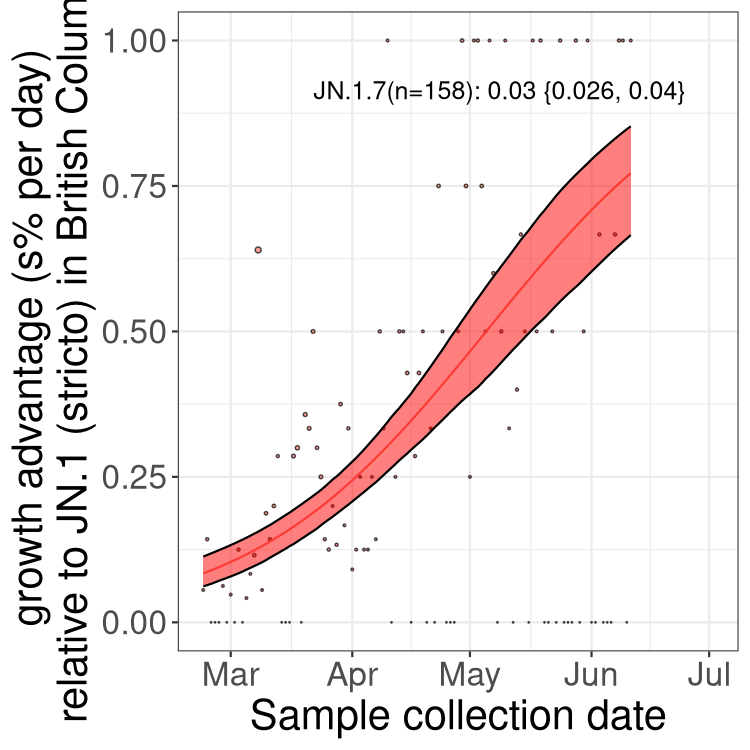 growth advantage (s% per day)
relative to JN.1 (stricto) in British Colum
1.00
0.75
0.50
0.25
0.00
JN.1.7(n=158): 0.03 {0.026, 0.04}
Mar Apr May Jun Jul
Sample collection date